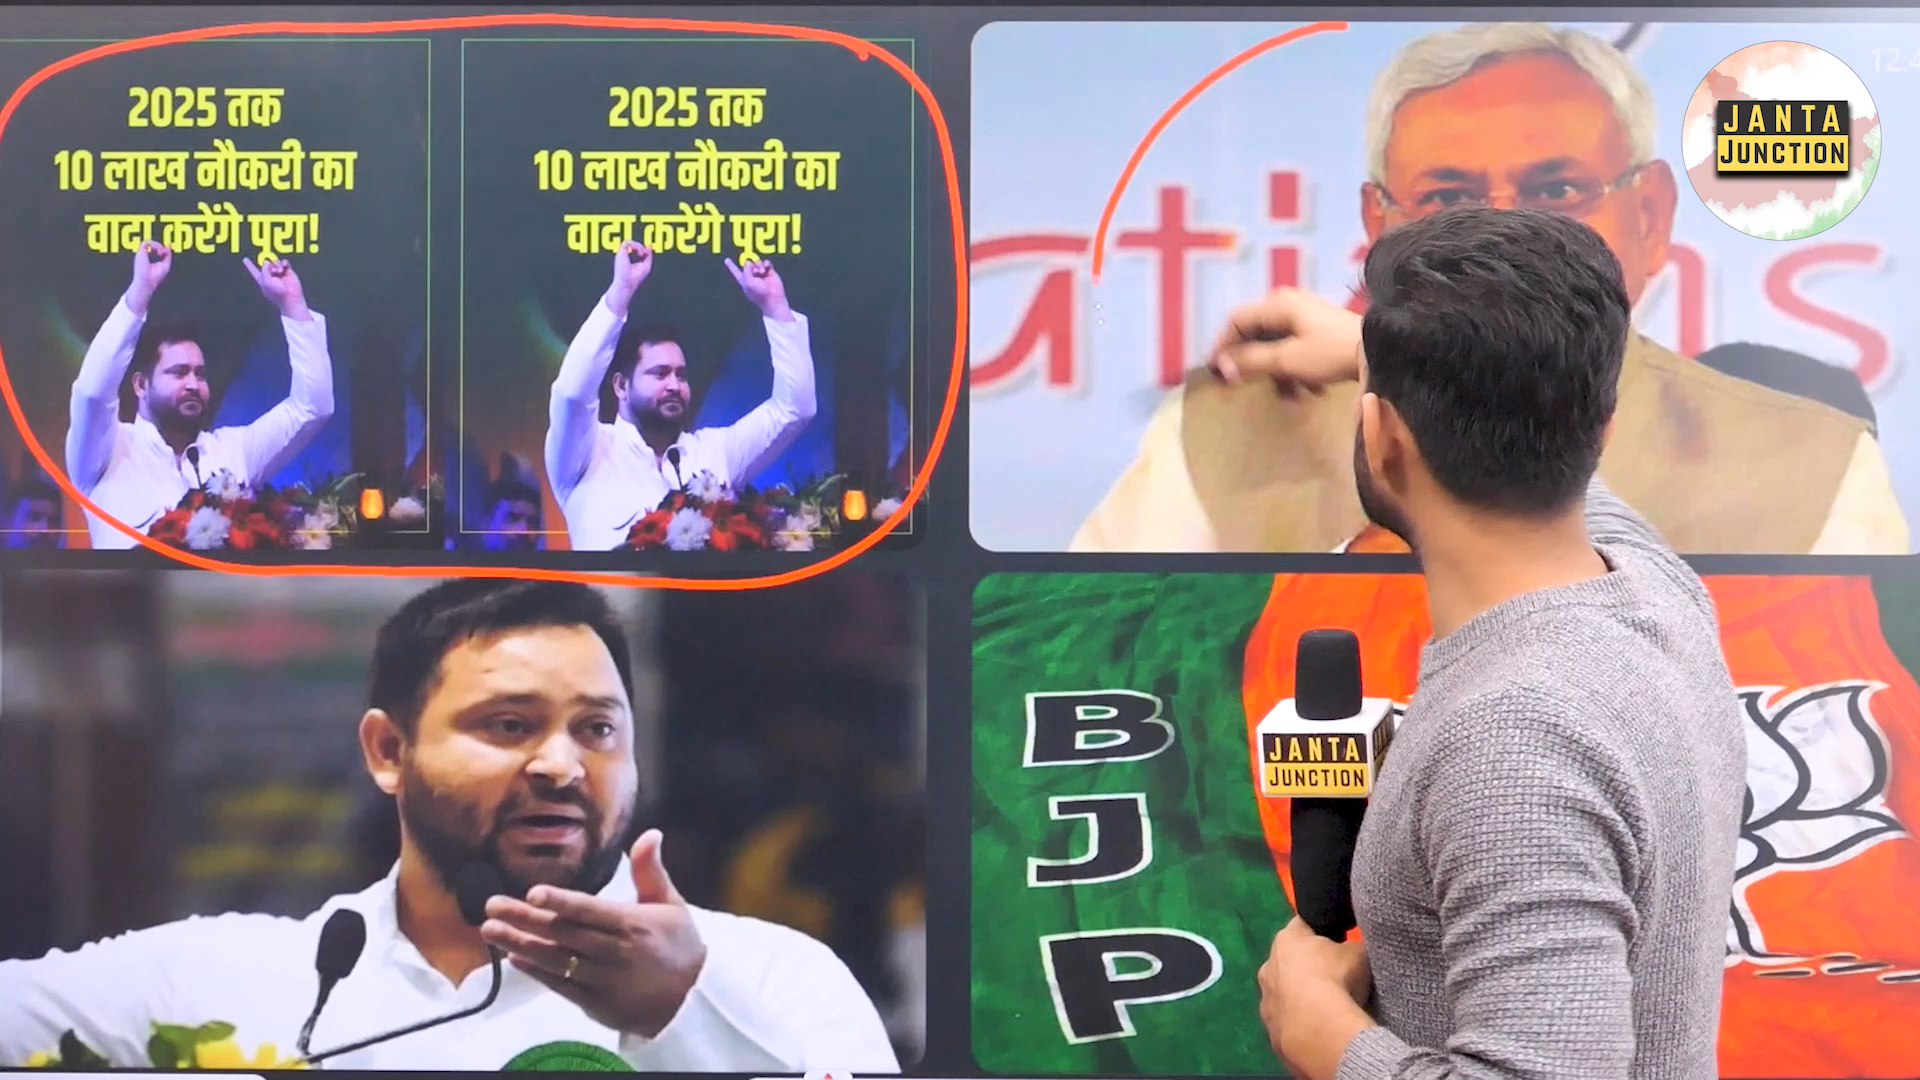 2025 तक
10 लाख नौकरी का
वादा करेंगे पूरा!
2025 तक
10 लाख नौकरी का
वादा करेंगे पूरा!
JANTA
JUNCTION
BJP
JANTA
JUNCTION